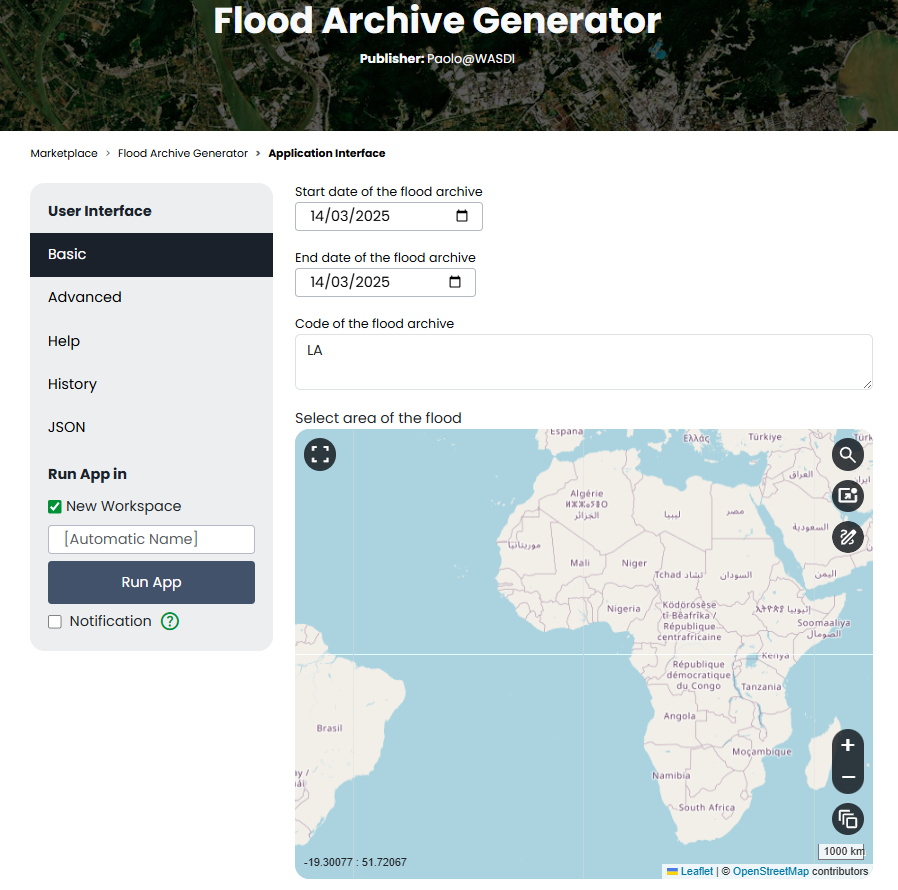 Flood Archive Generator
Publisher: Paolo@WASDI
Marketplace > Flood Archive Generator > Application Interface
User Interface
Basic
Advanced
Help
History
JSON
Run App in
New Workspace
[Automatic Name]
Run App
Notification ?
Start date of the flood archive
14/03/2025
End date of the flood archive
14/03/2025
Code of the flood archive
LA
Select area of the flood
España
Ελλάς
Türkiye
Algérie
ⵍⵣⵣⴰⵢⴻⵔ
الجزائر
العراق
ليبيا
مصر
السعودية
موريتانيا
Mali
Niger
Tchad تشاد
السودان
اليمن
Nigeria
Ködörösêse
tî Bêafrîka /
République
centrafricaine
ኢትዮጵያ إثيوبيا
Soomaaliya
الصومال
Kenya
République
démocratique
du Congo
Tanzania
Brasil
Angola
Moçambique
Namibia
South Africa
+
−
-19.30077 : 51.72067
1000 km
Leaflet | © OpenStreetMap contributors